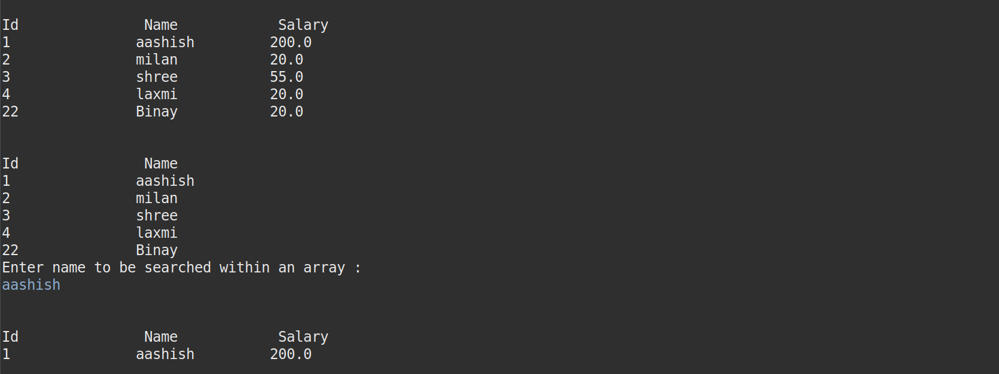 Id Name Salary
1 aashish 200.0
2 milan 20.0
3 shree 55.0
4 laxmi 20.0
22 Binay 20.0
Id Name
1 aashish
2 milan
3 shree
4 laxmi
22 Binay
Enter name to be searched within an array :
aashish
Id Name Salary
1 aashish 200.0